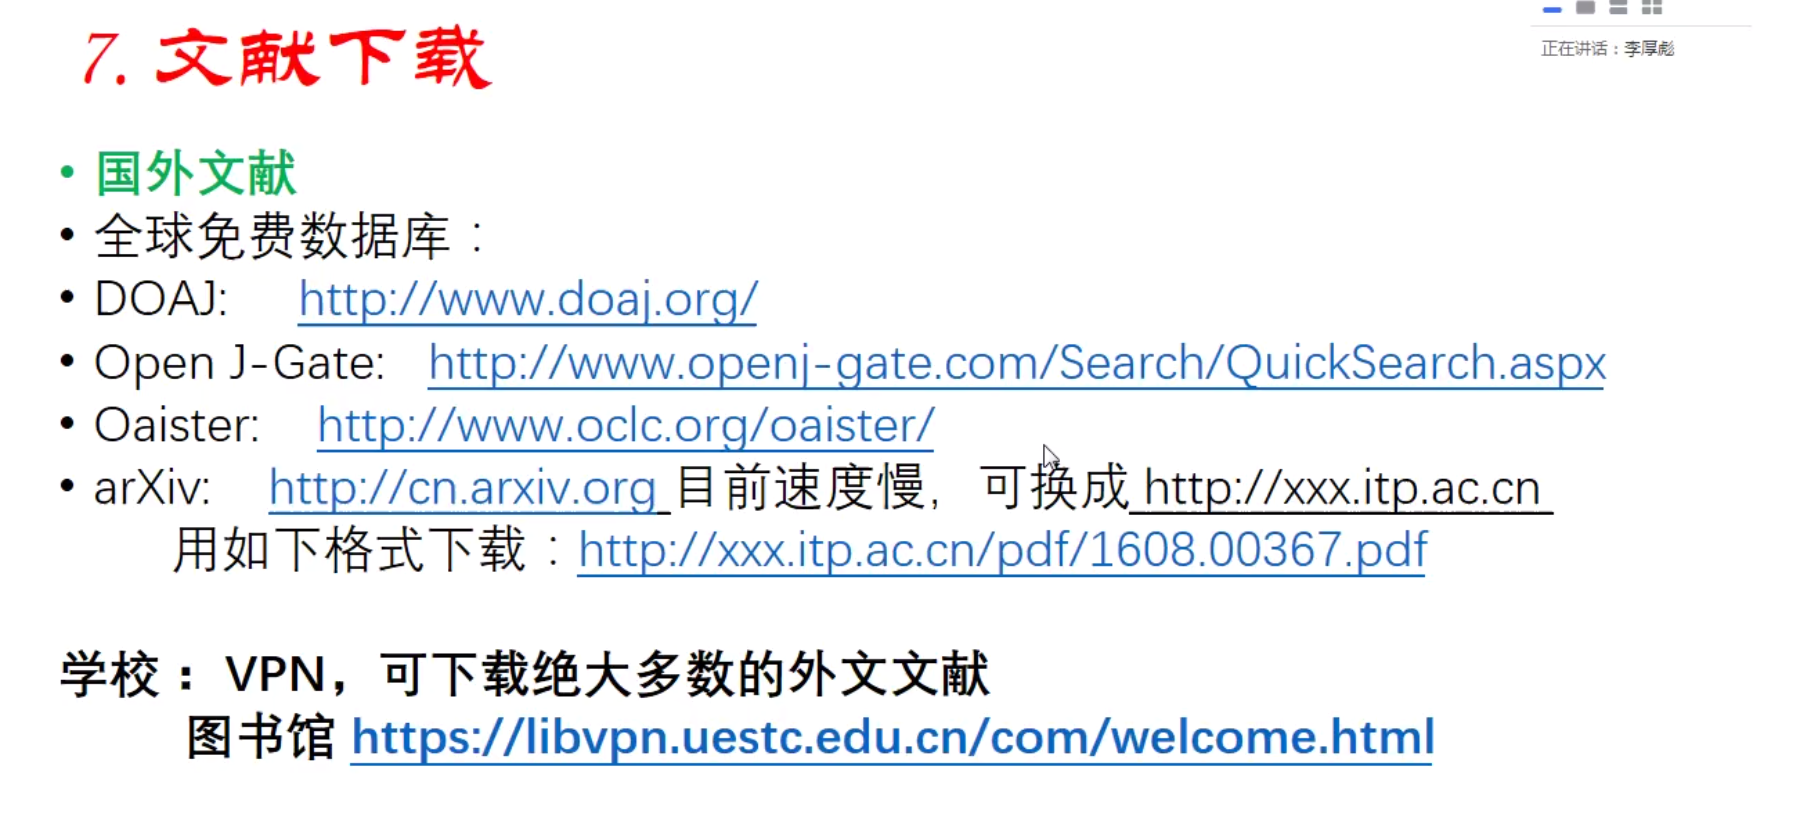 正在讲话：李厚彪
7. 文献下载
• 国外文献
• 全球免费数据库：
• DOAJ: http://www.doaj.org/
• Open J-Gate: http://www.openj-gate.com/Search/QuickSearch.aspx
• Oaister: http://www.oclc.org/oaister/
• arXiv: http://cn.arxiv.org 目前速度慢, 可换成 http://xxx.itp.ac.cn
用如下格式下载：http://xxx.itp.ac.cn/pdf/1608.00367.pdf
学校：VPN，可下载绝大多数的外文文献
图书馆 https://libvpn.uestc.edu.cn/com/welcome.html